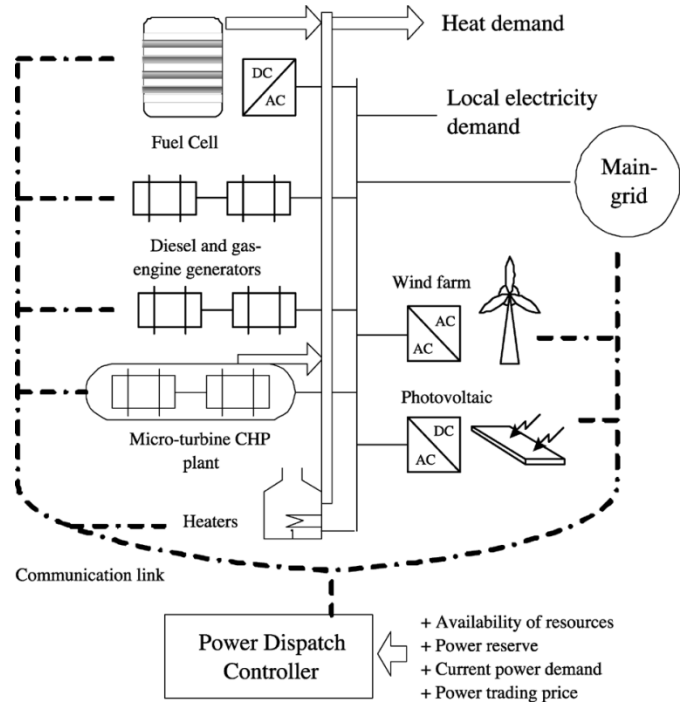 Heat demand
DC
AC
Local electricity
demand
Fuel Cell
Main-
grid
Diesel and gas-
engine generators
Wind farm
AC
AC
Photovoltaic
DC
AC
Micro-turbine CHP
plant
Heaters
Communication link
Power Dispatch
Controller
+ Availability of resources
+ Power reserve
+ Current power demand
+ Power trading price